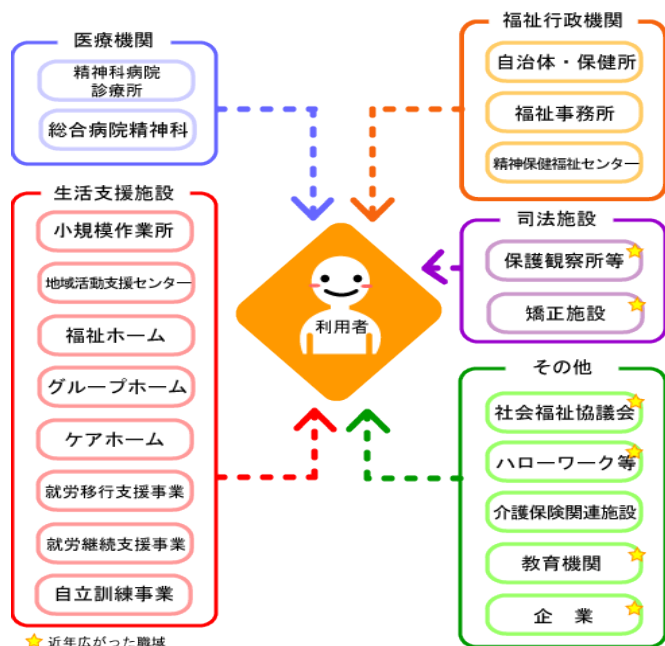 医療機関
精神科病院
診療所
総合病院精神科
福祉行政機関
自治体・保健所
福祉事務所
精神保健福祉センター
生活支援施設
小規模作業所
地域活動支援センター
福祉ホーム
グループホーム
ケアホーム
就労移行支援事業
就労継続支援事業
自立訓練事業
利用者
司法施設
保護観察所等
矯正施設
その他
社会福祉協議会
ハローワーク等
介護保険関連施設
教育機関
企　業
近年広がった職域